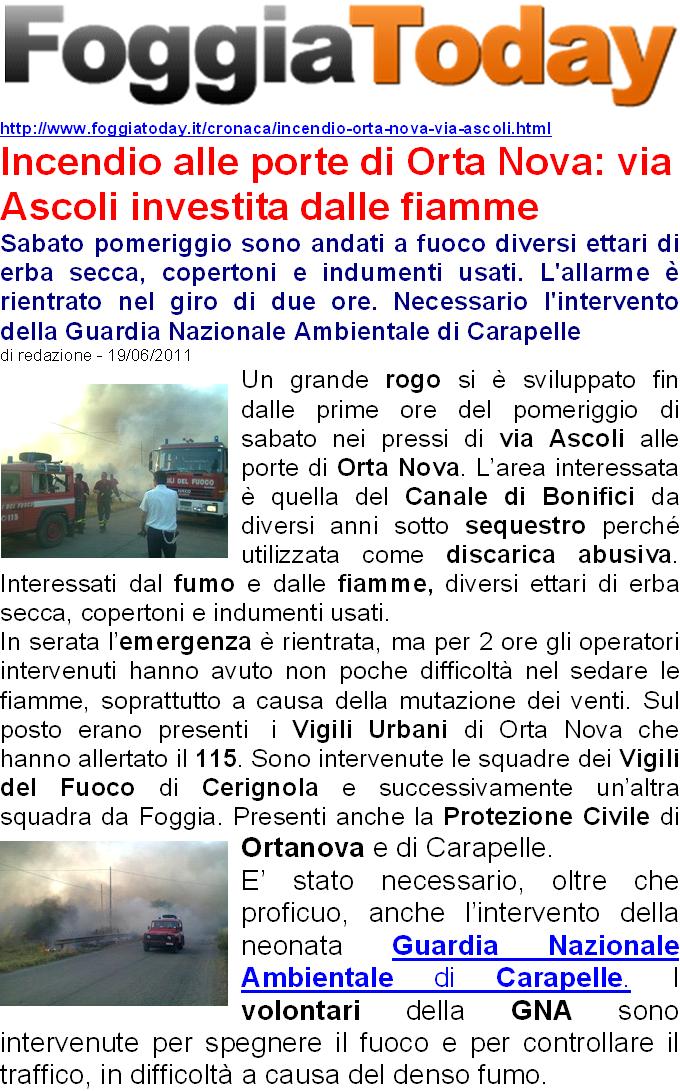 FoggiaToday
http://www.foggiatoday.it/cronaca/incendio-orta-nova-via-ascoli.html
Incendio alle porte di Orta Nova: via
Ascoli investita dalle fiamme
Sabato pomeriggio sono andati a fuoco diversi ettari di
erba secca, copertoni e indumenti usati. L'allarme è
rientrato nel giro di due ore. Necessario l'intervento
della Guardia Nazionale Ambientale di Carapelle
di redazione - 19/06/2011
Un grande rogo si è sviluppato fin
dalle prime ore del pomeriggio di
sabato nei pressi di via Ascoli alle
porte di Orta Nova. L’area interessata
è quella del Canale di Bonifici da
diversi anni sotto sequestro perché
utilizzata come discarica abusiva.
Interessati dal fumo e dalle fiamme, diversi ettari di erba
secca, copertoni e indumenti usati.
In serata l’emergenza è rientrata, ma per 2 ore gli operatori
intervenuti hanno avuto non poche difficoltà nel sedare le
fiamme, soprattutto a causa della mutazione dei venti. Sul
posto erano presenti i Vigili Urbani di Orta Nova che
hanno allertato il 115. Sono intervenute le squadre dei Vigili
del Fuoco di Cerignola e successivamente un’altra
squadra da Foggia. Presenti anche la Protezione Civile di
Ortanova e di Carapelle.
E’ stato necessario, oltre che
proficuo, anche l’intervento della
neonata Guardia Nazionale
Ambientale di Carapelle. I
volontari della GNA sono
intervenute per spegnere il fuoco e per controllare il
traffico, in difficoltà a causa del denso fumo.